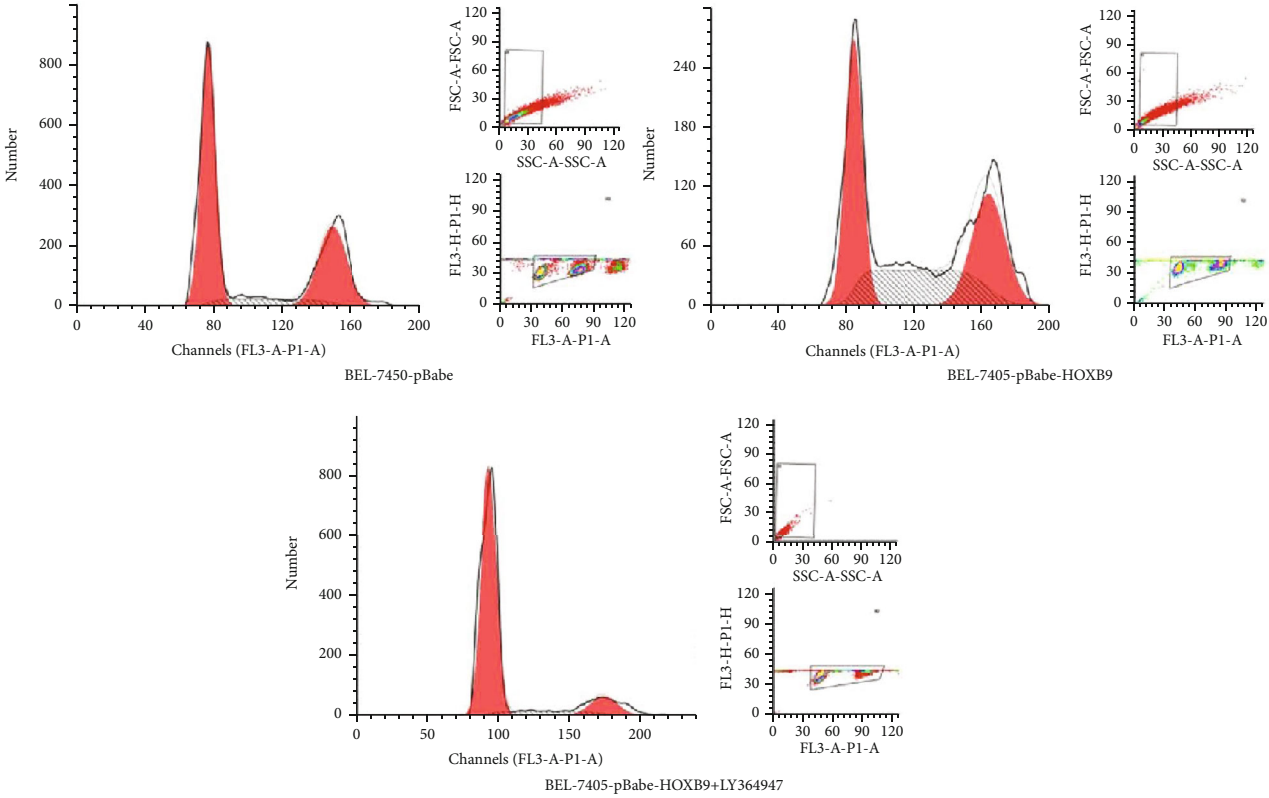 800
600
400
200
0
Number
0 40 80 120 160 200
Channels (FL3-A-P1-A)
BEL-7450-pBabe
120
90
60
30
0
FSC-A-FSC-A
0 30 60 90 120
SSC-A-SSC-A
120
90
60
30
0
FL3-H-P1-H
0 30 60 90 120
FL3-A-P1-A
240
180
120
60
0
Number
0 40 80 120 160 200
Channels (FL3-A-P1-A)
BEL-7405-pBabe-HOXB9
120
90
60
30
0
FSC-A-FSC-A
0 30 60 90 120
SSC-A-SSC-A
120
90
60
30
0
FL3-H-P1-H
0 30 60 90 120
FL3-A-P1-A
800
600
400
200
0
Number
0 50 100 150 200
Channels (FL3-A-P1-A)
BEL-7405-pBabe-HOXB9+LY364947
120
90
60
30
0
FSC-A-FSC-A
0 30 60 90 120
SSC-A-SSC-A
120
90
60
30
0
FL3-H-P1-H
0 30 60 90 120
FL3-A-P1-A